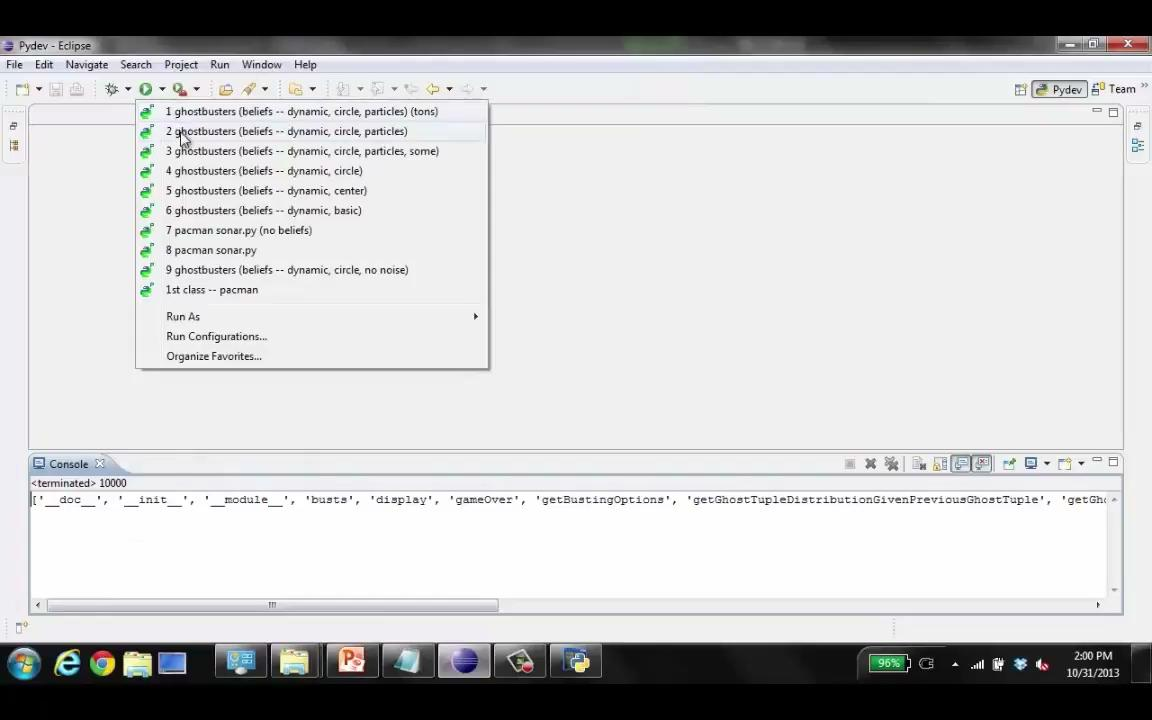 Pydev - Eclipse
File Edit Navigate Search Project Run Window Help
Pydev Team
1 ghostbusters (beliefs -- dynamic, circle, particles) (tons)
2 ghostbusters (beliefs -- dynamic, circle, particles)
3 ghostbusters (beliefs -- dynamic, circle, particles, some)
4 ghostbusters (beliefs -- dynamic, circle)
5 ghostbusters (beliefs -- dynamic, center)
6 ghostbusters (beliefs -- dynamic, basic)
7 pacman sonar.py (no beliefs)
8 pacman sonar.py
9 ghostbusters (beliefs -- dynamic, circle, no noise)
1st class -- pacman
Run As
Run Configurations...
Organize Favorites...
Console
<terminated> 10000
['__doc__', '__init__', '__module__', 'busts', 'display', 'gameOver', 'getBustingOptions', 'getGhostTupleDistributionGivenPreviousGhostTuple', 'getGho
96%
2:00 PM
10/31/2013